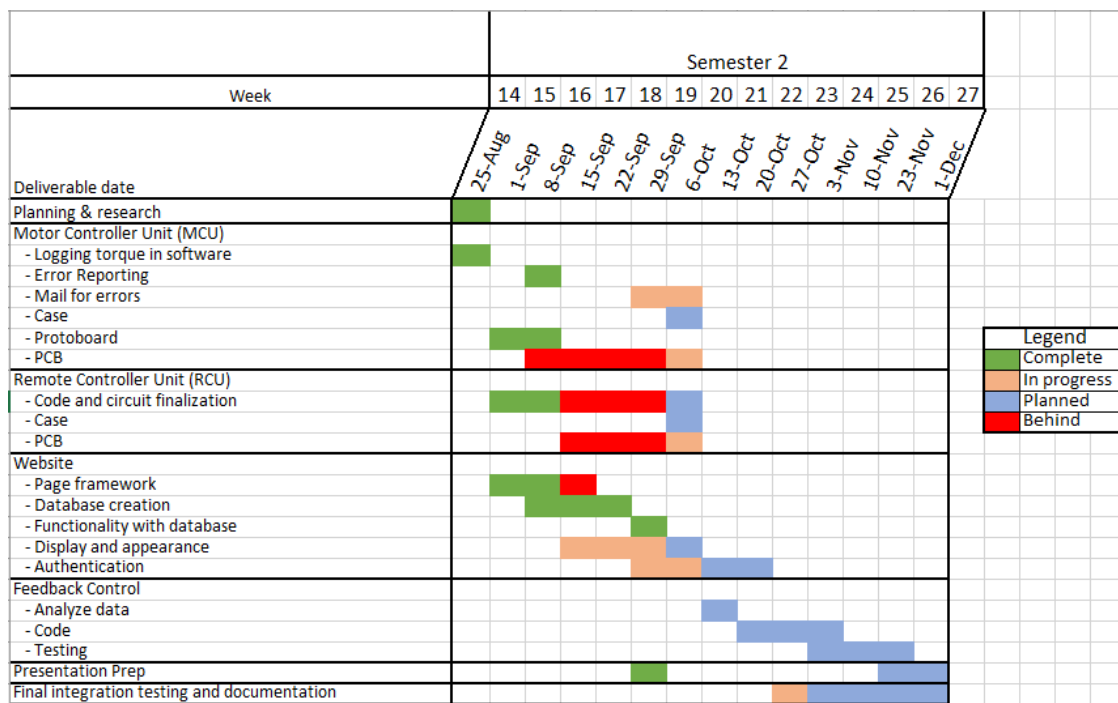 Semester 2
Week 14 15 16 17 18 19 20 21 22 23 24 25 26 27
Deliverable date 25-Aug 1-Sep 8-Sep 15-Sep 22-Sep 29-Sep 6-Oct 13-Oct 20-Oct 27-Oct 3-Nov 10-Nov 23-Nov 1-Dec
Planning & research
Motor Controller Unit (MCU)
- Logging torque in software
- Error Reporting
- Mail for errors
- Case
- Protoboard
- PCB
Remote Controller Unit (RCU)
- Code and circuit finalization
- Case
- PCB
Website
- Page framework
- Database creation
- Functionality with database
- Display and appearance
- Authentication
Feedback Control
- Analyze data
- Code
- Testing
Presentation Prep
Final integration testing and documentation
Legend
Complete
In progress
Planned
Behind